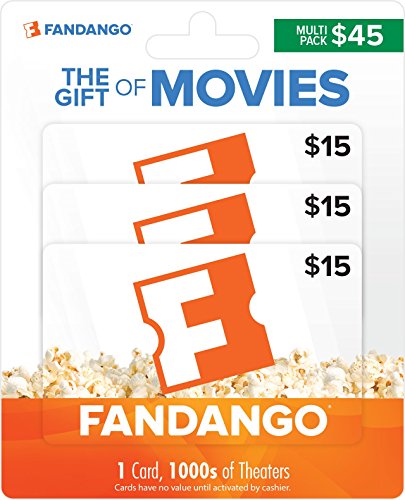 F FANDANGO®
MULTI
PACK $45
THE
GIFT OF MOVIES
$15
$15
F $15
FANDANGO®
1 Card, 1000s of Theaters
Cards have no value until activated by cashier.